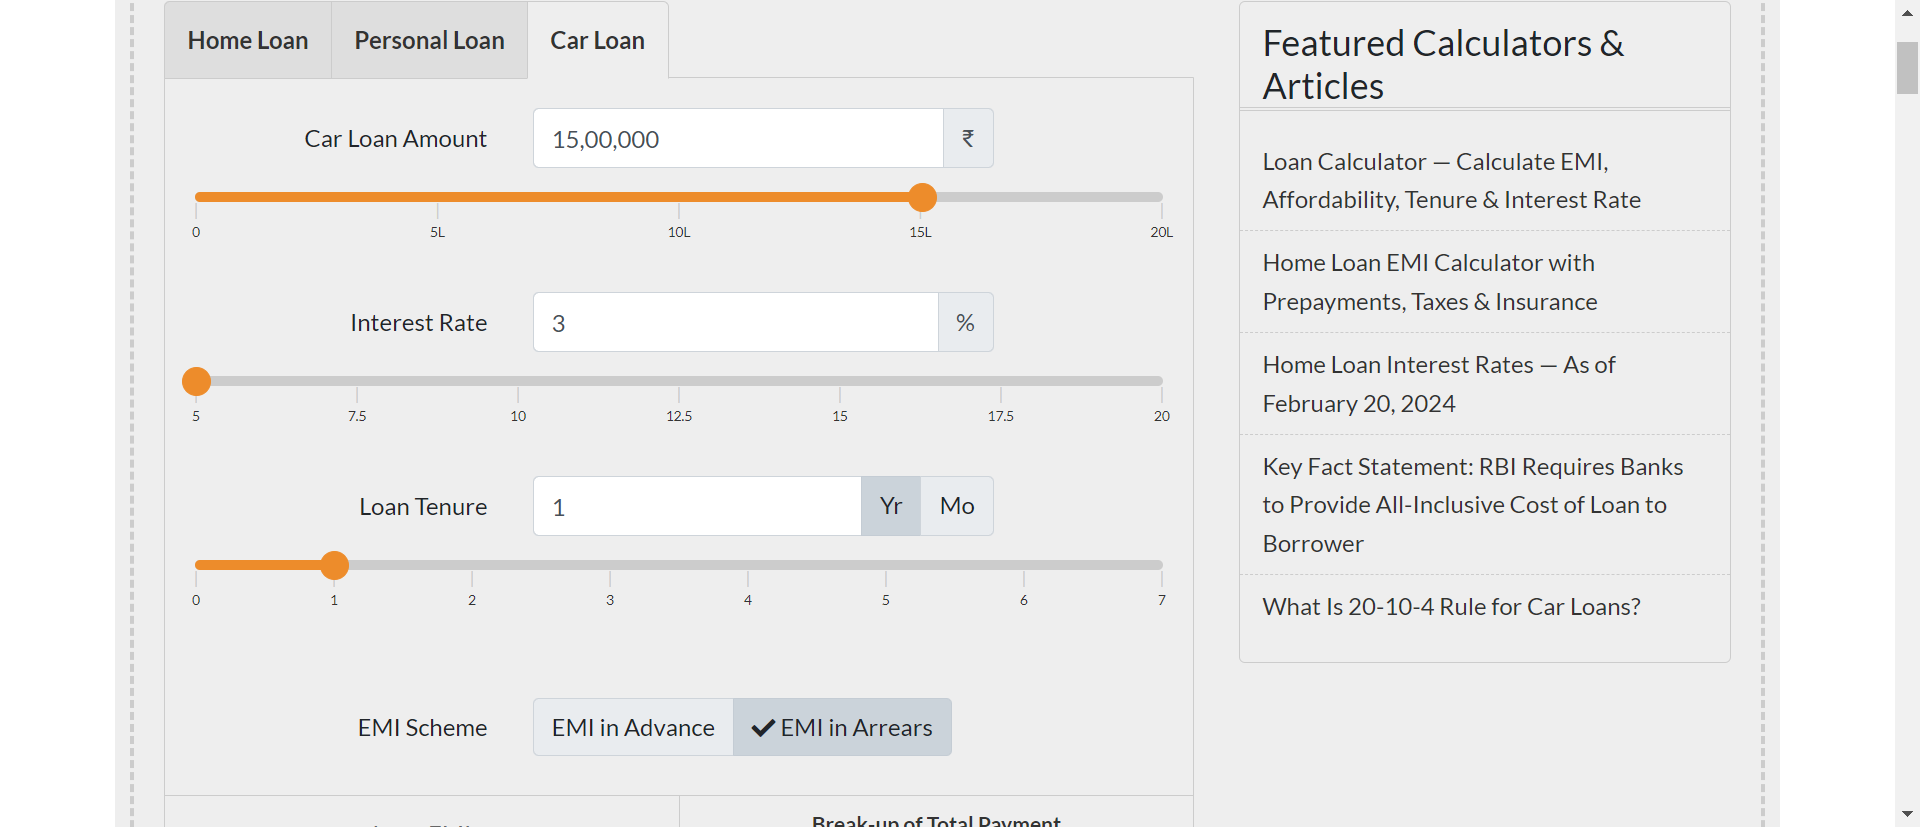 Home Loan
Personal Loan
Car Loan
Car Loan Amount
15,00,000
₹
0
5L
10L
15L
20L
Interest Rate
3
%
5
7.5
10
12.5
15
17.5
20
Loan Tenure
1
Yr
Mo
0
1
2
3
4
5
6
7
EMI Scheme
EMI in Advance
EMI in Arrears
Break-up of Total Payment
Featured Calculators &
Articles
Loan Calculator — Calculate EMI,
Affordability, Tenure & Interest Rate
Home Loan EMI Calculator with
Prepayments, Taxes & Insurance
Home Loan Interest Rates — As of
February 20, 2024
Key Fact Statement: RBI Requires Banks
to Provide All-Inclusive Cost of Loan to
Borrower
What Is 20-10-4 Rule for Car Loans?